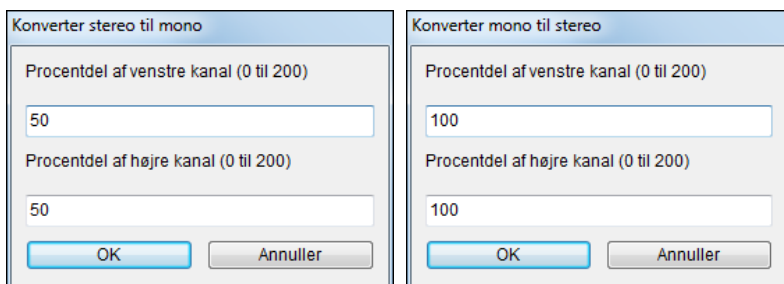 Konverter stereo til mono
Procentdel af venstre kanal (0 til 200)
50
Procentdel af højre kanal (0 til 200)
50
OK Annuller
Konverter mono til stereo
Procentdel af venstre kanal (0 til 200)
100
Procentdel af højre kanal (0 til 200)
100
OK Annuller